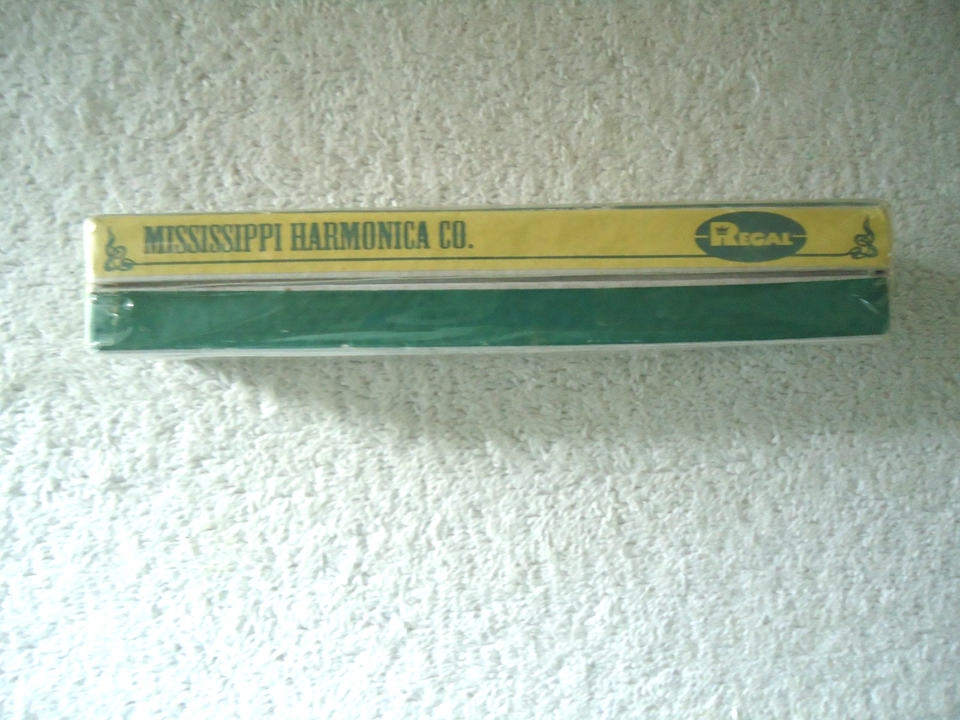 MISSISSIPPI HARMONICA CO.
REGAL